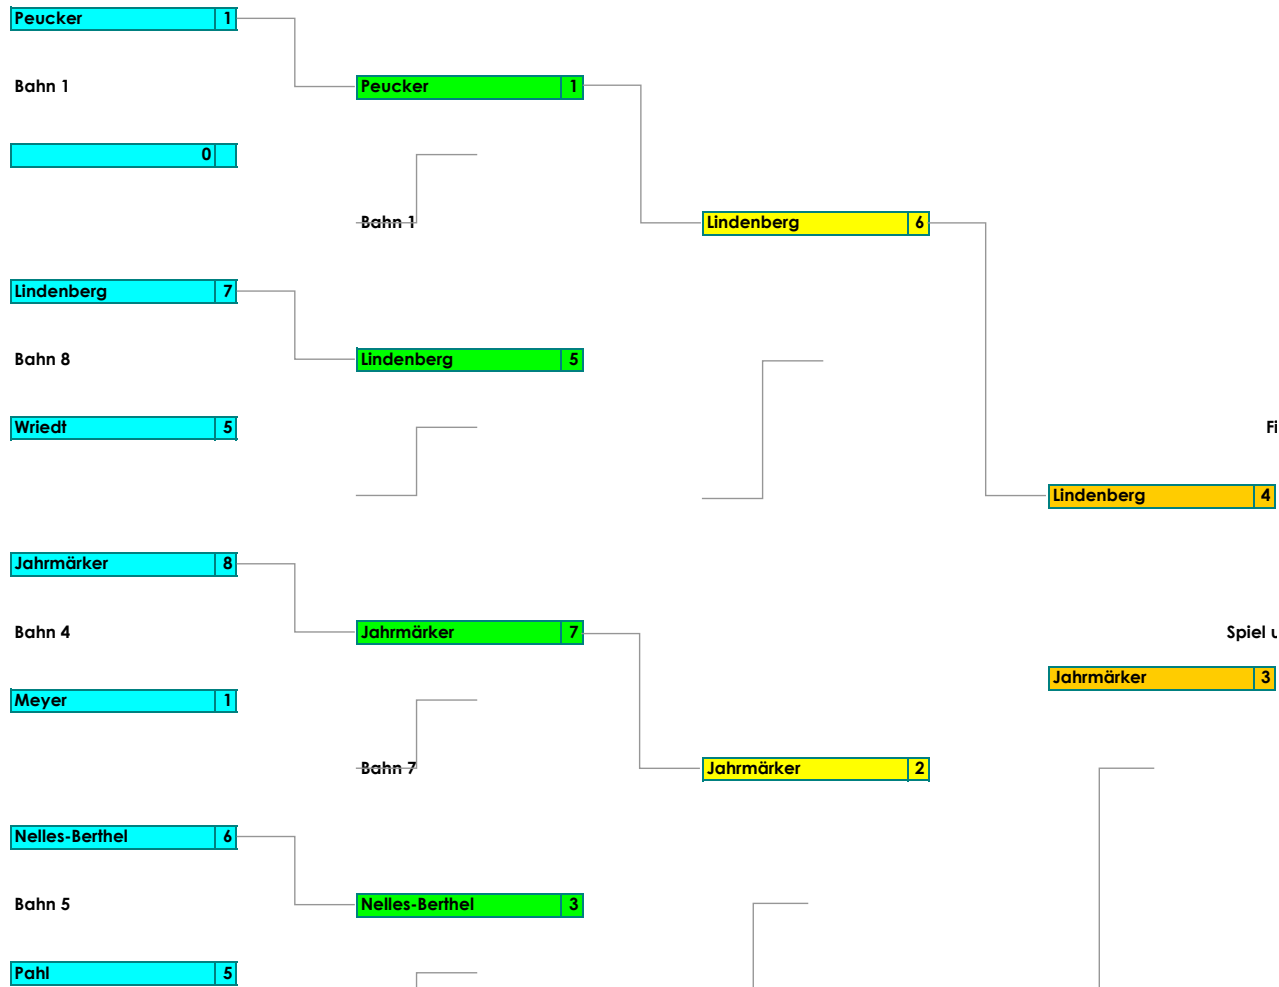 Peucker 1
Bahn 1
Peucker 1
0
Bahn 1
Lindenberg 6
Lindenberg 7
Bahn 8
Lindenberg 5
Wriedt 5
Fi
Lindenberg 4
Jahrmärker 8
Bahn 4
Jahrmärker 7
Spiel u
Jahrmärker 3
Meyer 1
Bahn 7
Jahrmärker 2
Nelles-Berthel 6
Bahn 5
Nelles-Berthel 3
Pahl 5